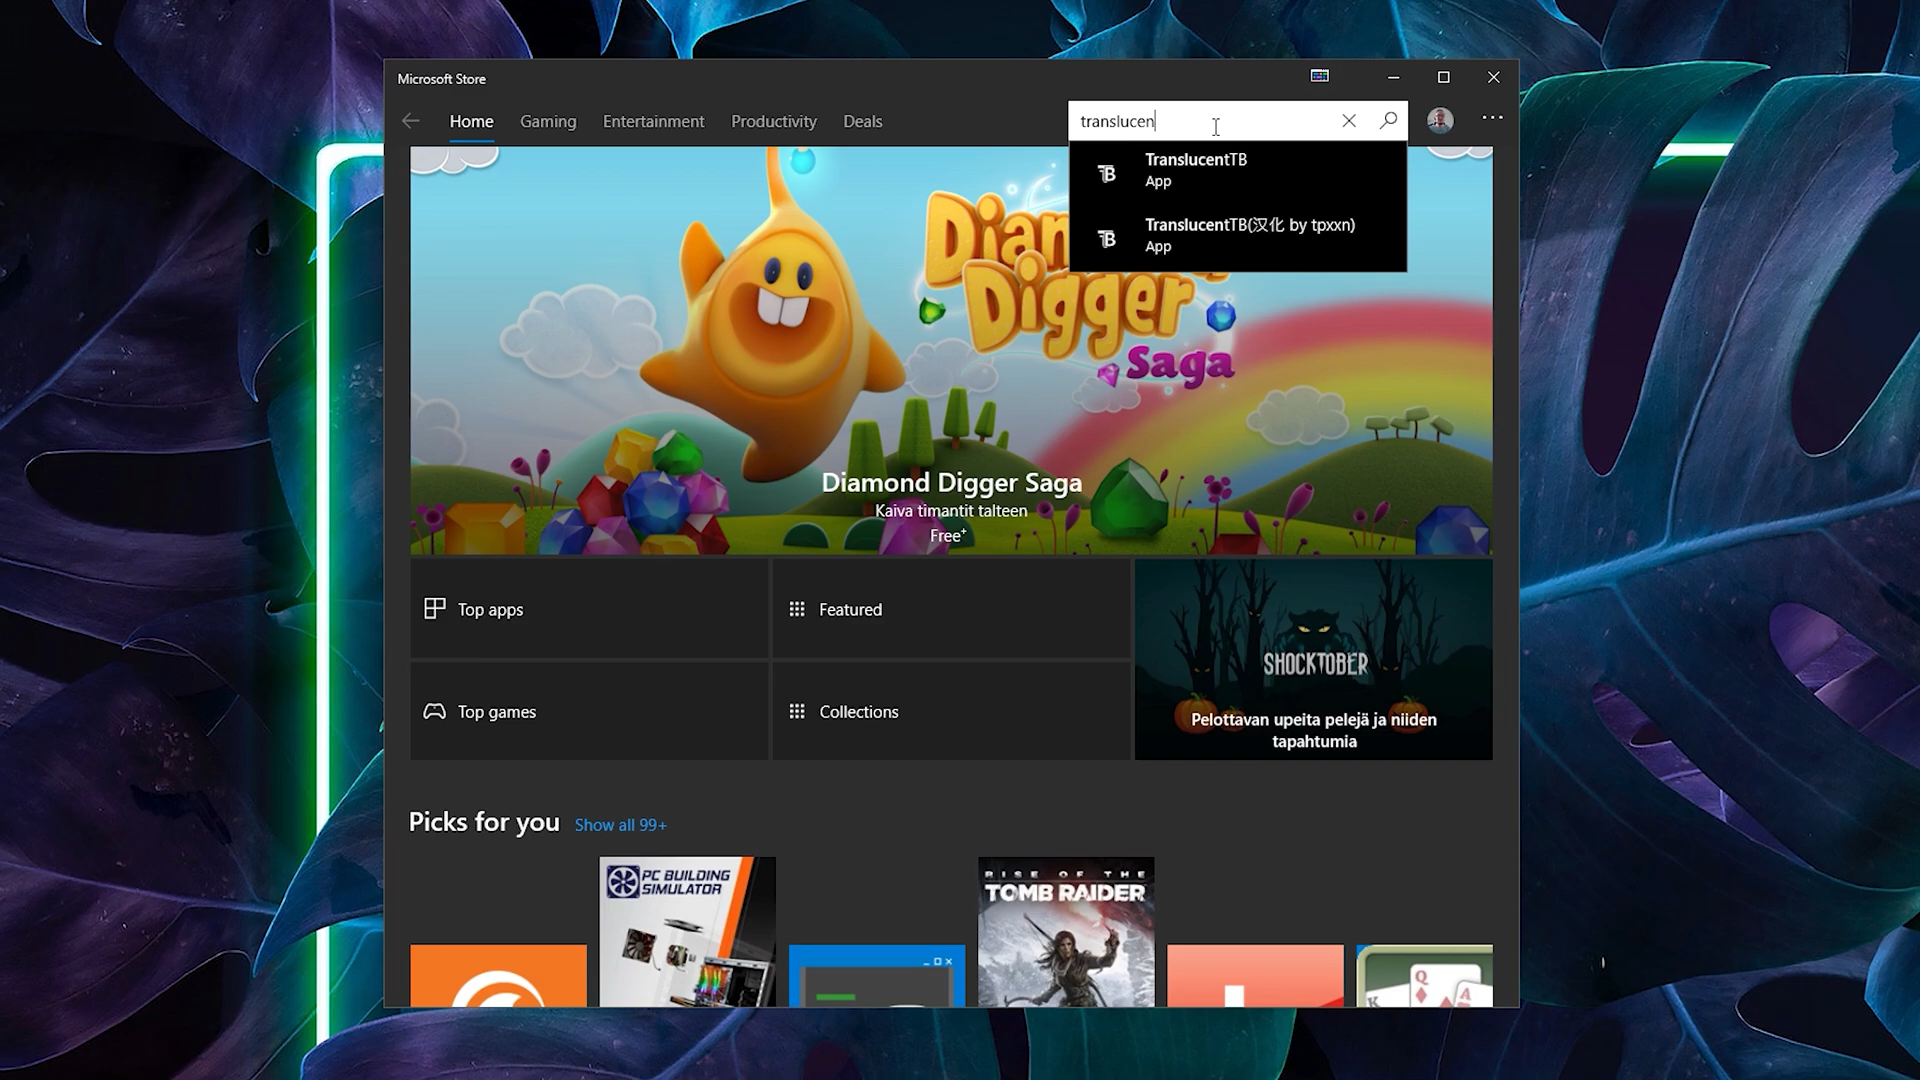 Microsoft Store
Home
Gaming
Entertainment
Productivity
Deals
translucen
TranslucentTB
App
TranslucentTB(汉化 by tpxxn)
App
Diamond
Digger
Saga
Diamond Digger Saga
Kaiva timantit talteen
Free+
Top apps
Featured
SHOCKTOBER
Pelottavan upeita pelejä ja niiden
tapahtumia
Top games
Collections
Picks for you Show all 99+
PC BUILDING
SIMULATOR
RISE OF THE
TOMB RAIDER
K
Q
A